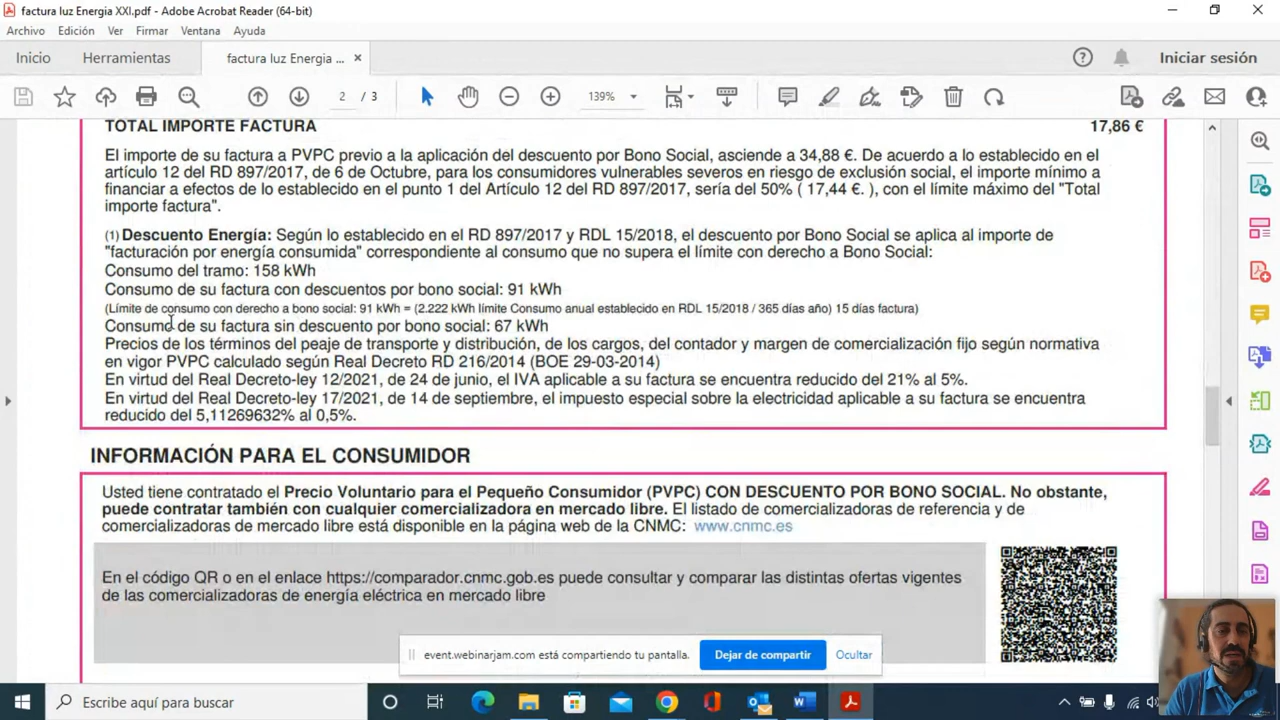 factura luz Energia XXI.pdf - Adobe Acrobat Reader (64-bit)
Archivo Edición Ver Firmar Ventana Ayuda
Inicio Herramientas factura luz Energia ... × Iniciar sesión
2 / 3 139%
TOTAL IMPORTE FACTURA 17,86 €
El importe de su factura a PVPC previo a la aplicación del descuento por Bono Social, asciende a 34,88 €. De acuerdo a lo establecido en el
artículo 12 del RD 897/2017, de 6 de Octubre, para los consumidores vulnerables severos en riesgo de exclusión social, el importe mínimo a
financiar a efectos de lo establecido en el punto 1 del Artículo 12 del RD 897/2017, sería del 50% ( 17,44 €. ), con el límite máximo del "Total
importe factura".
(1) Descuento Energía: Según lo establecido en el RD 897/2017 y RDL 15/2018, el descuento por Bono Social se aplica al importe de
"facturación por energía consumida" correspondiente al consumo que no supera el límite con derecho a Bono Social:
Consumo del tramo: 158 kWh
Consumo de su factura con descuentos por bono social: 91 kWh
(Límite de consumo con derecho a bono social: 91 kWh = (2.222 kWh límite Consumo anual establecido en RDL 15/2018 / 365 días año) 15 días factura)
Consumo de su factura sin descuento por bono social: 67 kWh
Precios de los términos del peaje de transporte y distribución, de los cargos, del contador y margen de comercialización fijo según normativa
en vigor PVPC calculado según Real Decreto RD 216/2014 (BOE 29-03-2014)
En virtud del Real Decreto-ley 12/2021, de 24 de junio, el IVA aplicable a su factura se encuentra reducido del 21% al 5%.
En virtud del Real Decreto-ley 17/2021, de 14 de septiembre, el impuesto especial sobre la electricidad aplicable a su factura se encuentra
reducido del 5,11269632% al 0,5%.
INFORMACIÓN PARA EL CONSUMIDOR
Usted tiene contratado el Precio Voluntario para el Pequeño Consumidor (PVPC) CON DESCUENTO POR BONO SOCIAL. No obstante,
puede contratar también con cualquier comercializadora en mercado libre. El listado de comercializadoras de referencia y de
comercializadoras de mercado libre está disponible en la página web de la CNMC: www.cnmc.es
En el código QR o en el enlace https://comparador.cnmc.gob.es puede consultar y comparar las distintas ofertas vigentes
de las comercializadoras de energía eléctrica en mercado libre
event.webinarjam.com está compartiendo tu pantalla. Dejar de compartir Ocultar
Escribe aquí para buscar